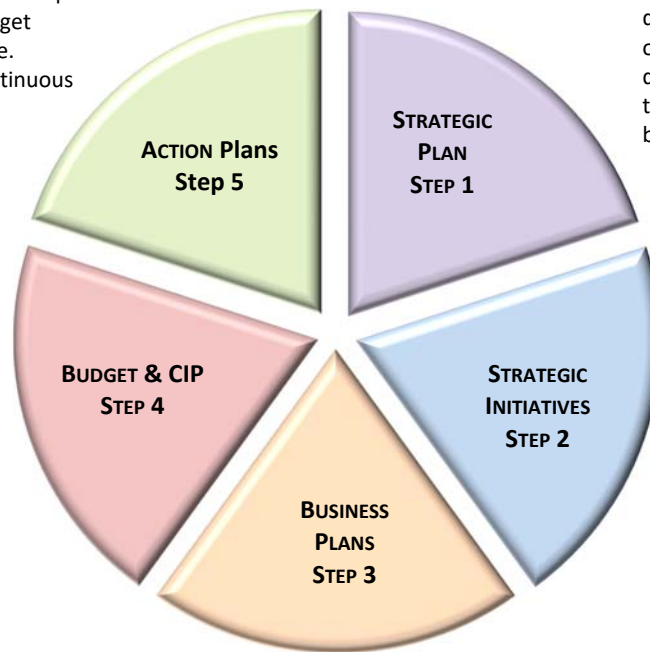 get
e.
tinuous
ACTION Plans
Step 5
STRATEGIC
PLAN
STEP 1
BUDGET & CIP
STEP 4
STRATEGIC
INITIATIVES
STEP 2
BUSINESS
PLANS
STEP 3